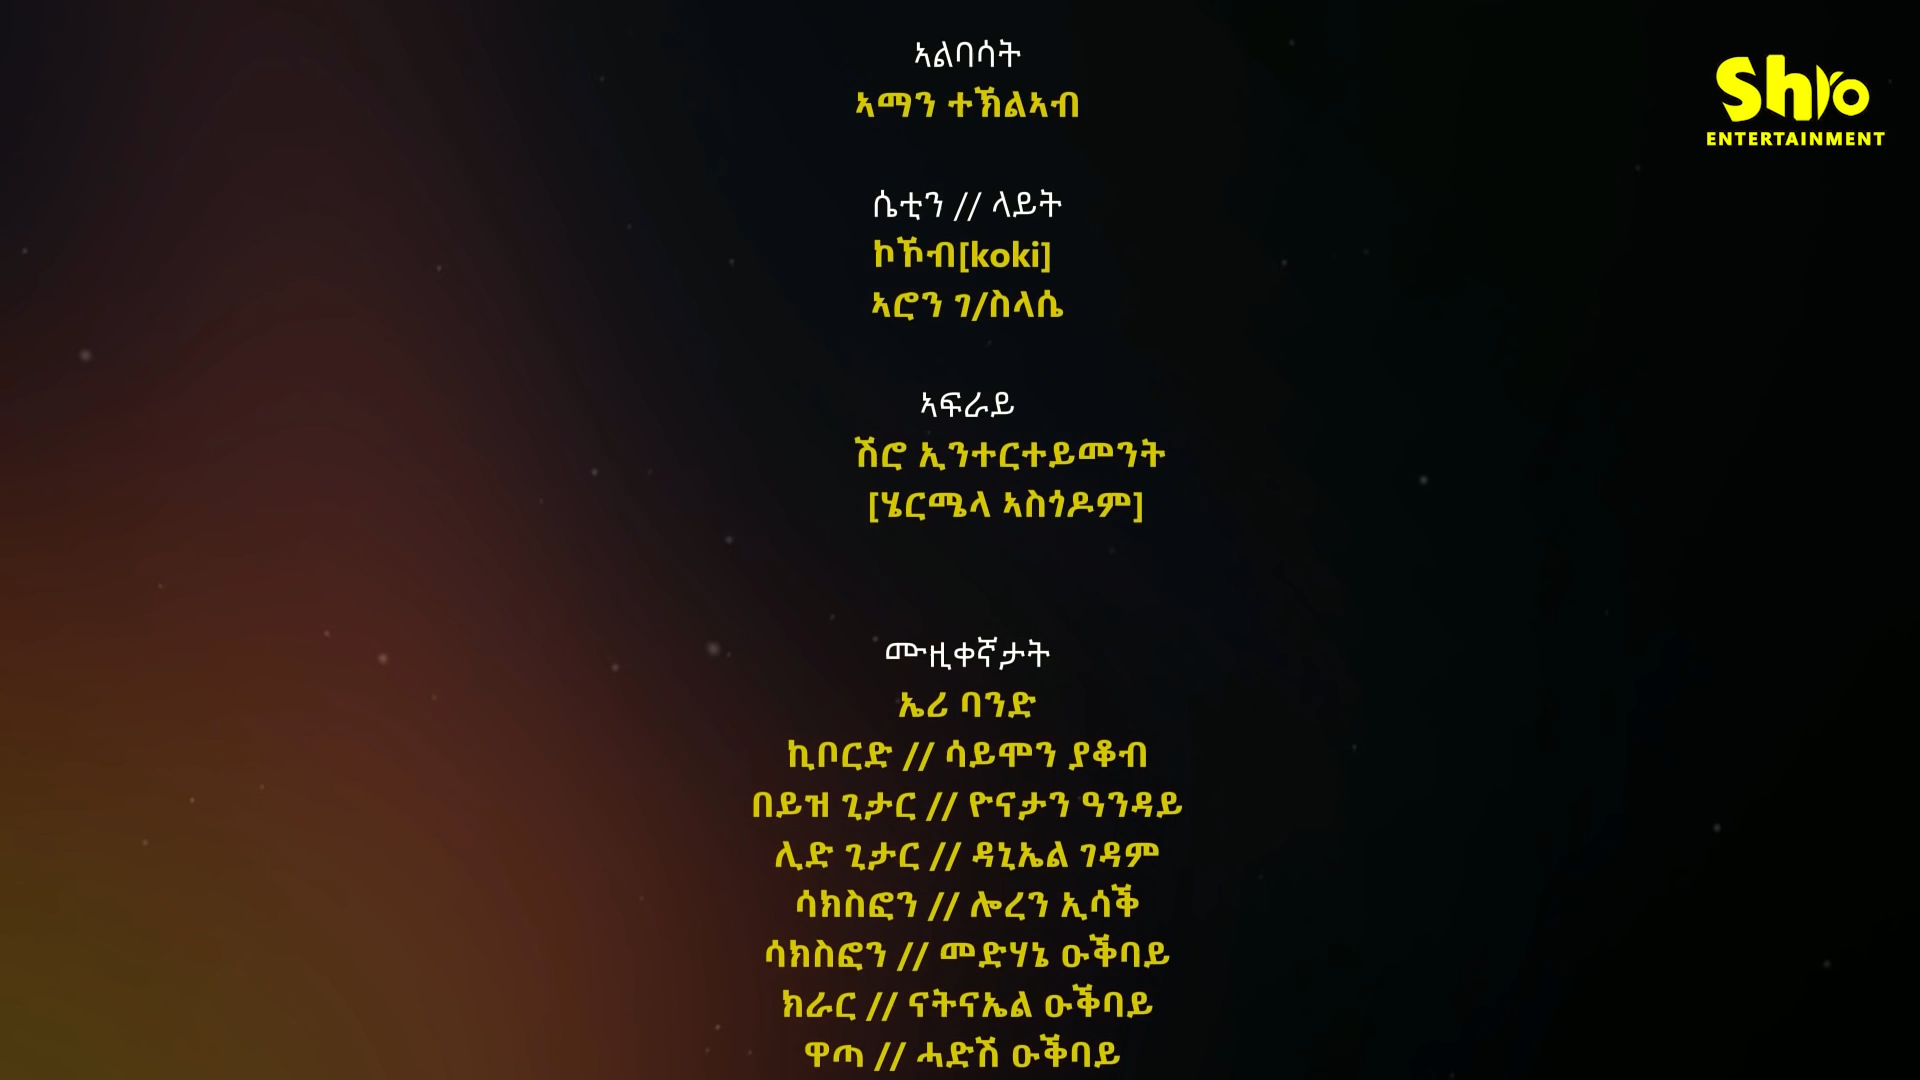 ኣልባሳት
ኣማን ተኽልኣብ
ሴቲን // ላይት
ኮኾብ[koki]
ኣሮን ገ/ስላሴ
ኣፍራይ
ሽሮ ኢንተርተይመንት
[ሄርሜላ ኣስጎዶም]
ሙዚቀኛታት
ኤሪ ባንድ
ኪቦርድ // ሳይሞን ያቆብ
በይዝ ጊታር // ዮናታን ዓንዳይ
ሊድ ጊታር // ዳኒኤል ገዳም
ሳክስፎን // ሎረን ኢሳቕ
ሳክስፎን // መድሃኔ ዑቕባይ
ክራር // ናትናኤል ዑቕባይ
ዋጣ // ሓድሽ ዑቕባይ
Shro
ENTERTAINMENT